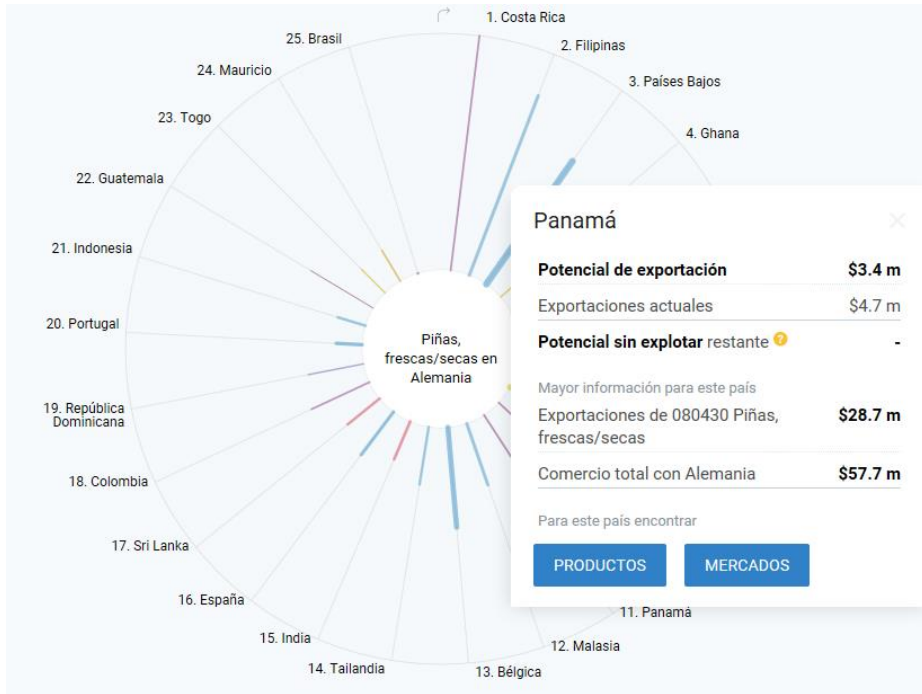 1. Costa Rica
2. Filipinas
3. Países Bajos
4. Ghana
25. Brasil
24. Mauricio
23. Togo
22. Guatemala
21. Indonesia
20. Portugal
19. República
Dominicana
18. Colombia
17. Sri Lanka
16. España
15. India
14. Tailandia
13. Bélgica
12. Malasia
11. Panamá
Piñas,
frescas/secas en
Alemania
Panamá
Potencial de exportación $3.4 m
Exportaciones actuales $4.7 m
Potencial sin explotar restante ? -
Mayor información para este país
Exportaciones de 080430 Piñas, $28.7 m
frescas/secas
Comercio total con Alemania $57.7 m
Para este país encontrar
PRODUCTOS MERCADOS